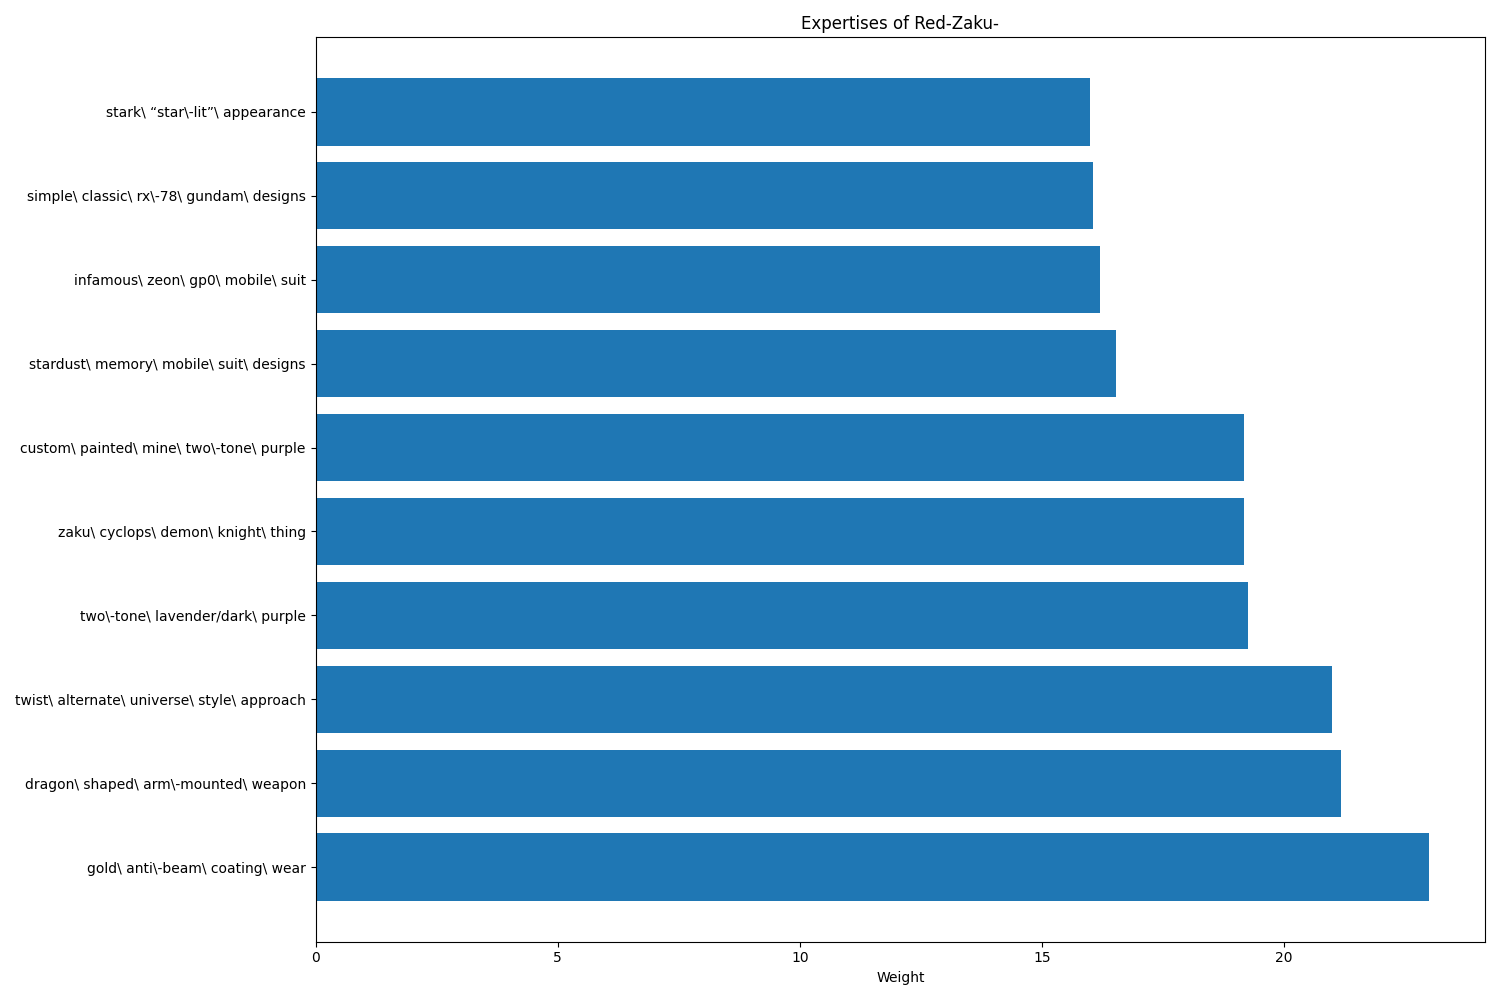 Expertises of Red-Zaku-
stark\ “star\-lit”\ appearance
simple\ classic\ rx\-78\ gundam\ designs
infamous\ zeon\ gp0\ mobile\ suit
stardust\ memory\ mobile\ suit\ designs
custom\ painted\ mine\ two\-tone\ purple
zaku\ cyclops\ demon\ knight\ thing
two\-tone\ lavender/dark\ purple
twist\ alternate\ universe\ style\ approach
dragon\ shaped\ arm\-mounted\ weapon
gold\ anti\-beam\ coating\ wear
0 5 10 15 20
Weight